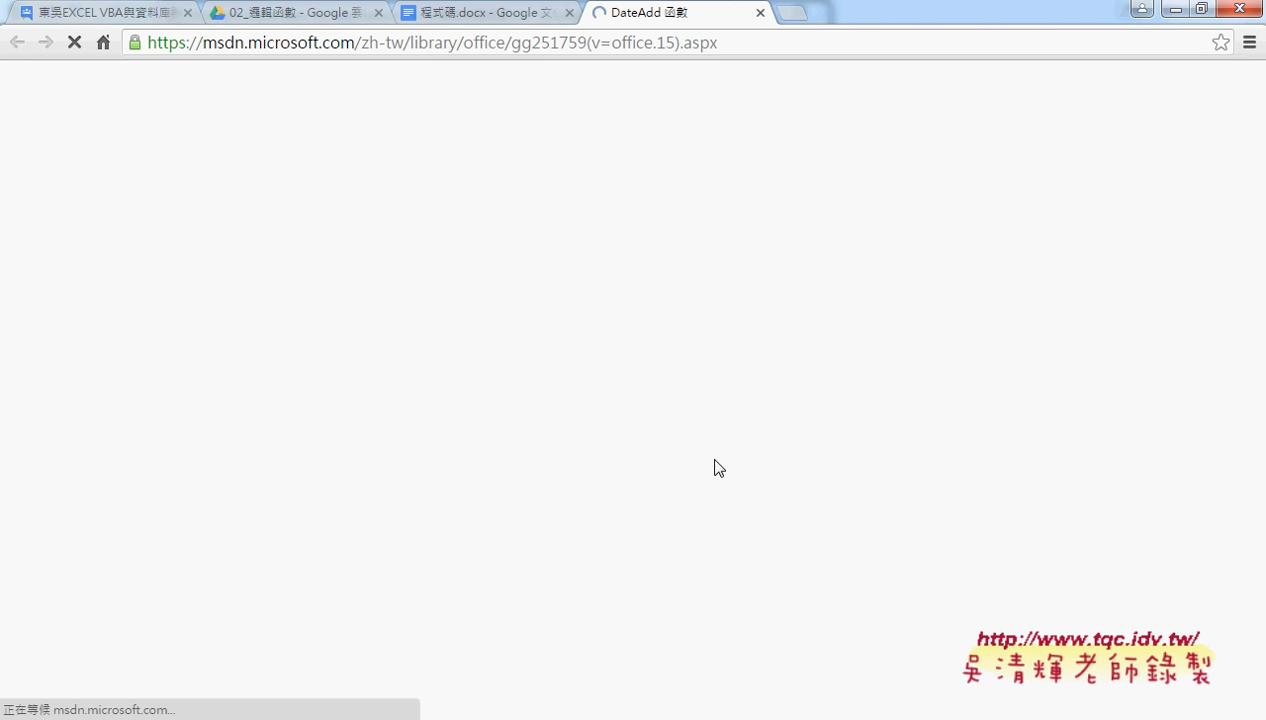 東吳EXCEL VBA與資料庫
02_邏輯函數 - Google 雲
程式碼.docx - Google 文
DateAdd 函數
https://msdn.microsoft.com/zh-tw/library/office/gg251759(v=office.15).aspx
http://www.tqc.idv.tw/
吳清輝老師錄製
正在等候 msdn.microsoft.com...